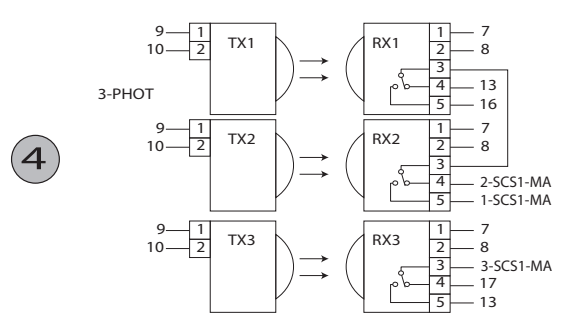 9 1 TX1 RX1 1 7
10 2 2 8
3
3-PHOT 4 13
5 16
9 1 TX2 RX2 1 7
10 2 2 8
3
4 4 2-SCS1-MA
5 1-SCS1-MA
9 1 TX3 RX3 1 7
10 2 2 8
3 3-SCS1-MA
4 17
5 13